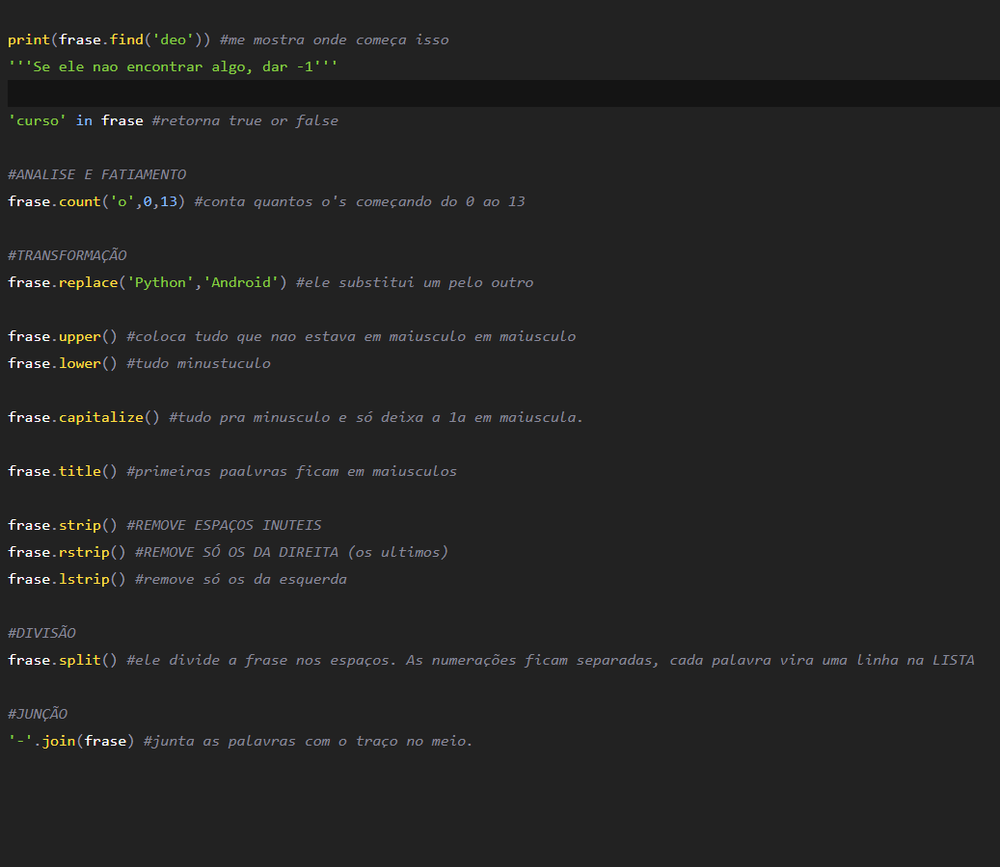 print(frase.find('deo')) #me mostra onde começa isso
'''Se ele nao encontrar algo, dar -1'''
'curso' in frase #retorna true or false
#ANALISE E FATIAMENTO
frase.count('o',0,13) #conta quantos o's começando do 0 ao 13
#TRANSFORMAÇÃO
frase.replace('Python','Android') #ele substitui um pelo outro
frase.upper() #coloca tudo que nao estava em maiusculo em maiusculo
frase.lower() #tudo minustuculo
frase.capitalize() #tudo pra minusculo e só deixa a 1a em maiuscula.
frase.title() #primeiras paalvras ficam em maiusculos
frase.strip() #REMOVE ESPAÇOS INUTEIS
frase.rstrip() #REMOVE SÓ OS DA DIREITA (os ultimos)
frase.lstrip() #remove só os da esquerda
#DIVISÃO
frase.split() #ele divide a frase nos espaços. As numerações ficam separadas, cada palavra vira uma linha na LISTA
#JUNÇÃO
'-'.join(frase) #junta as palavras com o traço no meio.